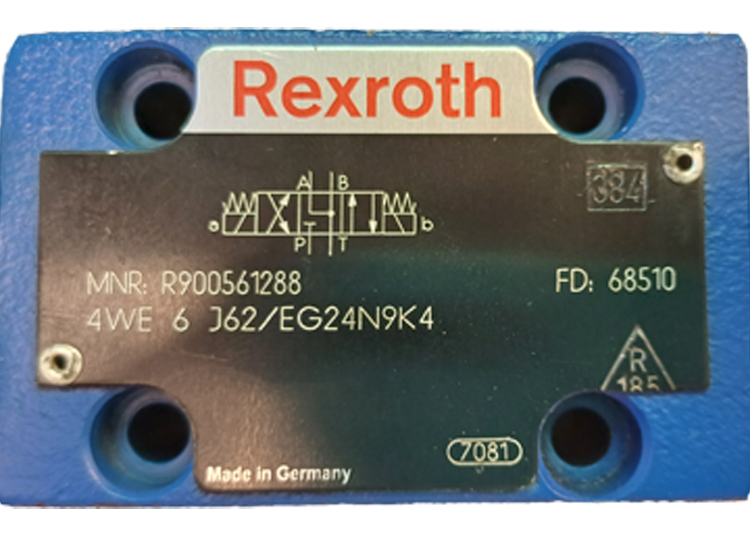 Rexroth
384
A B
a b
P T
MNR: R900561288 FD: 68510
4WE 6 J62/EG24N9K4
R
185
7081
Made in Germany